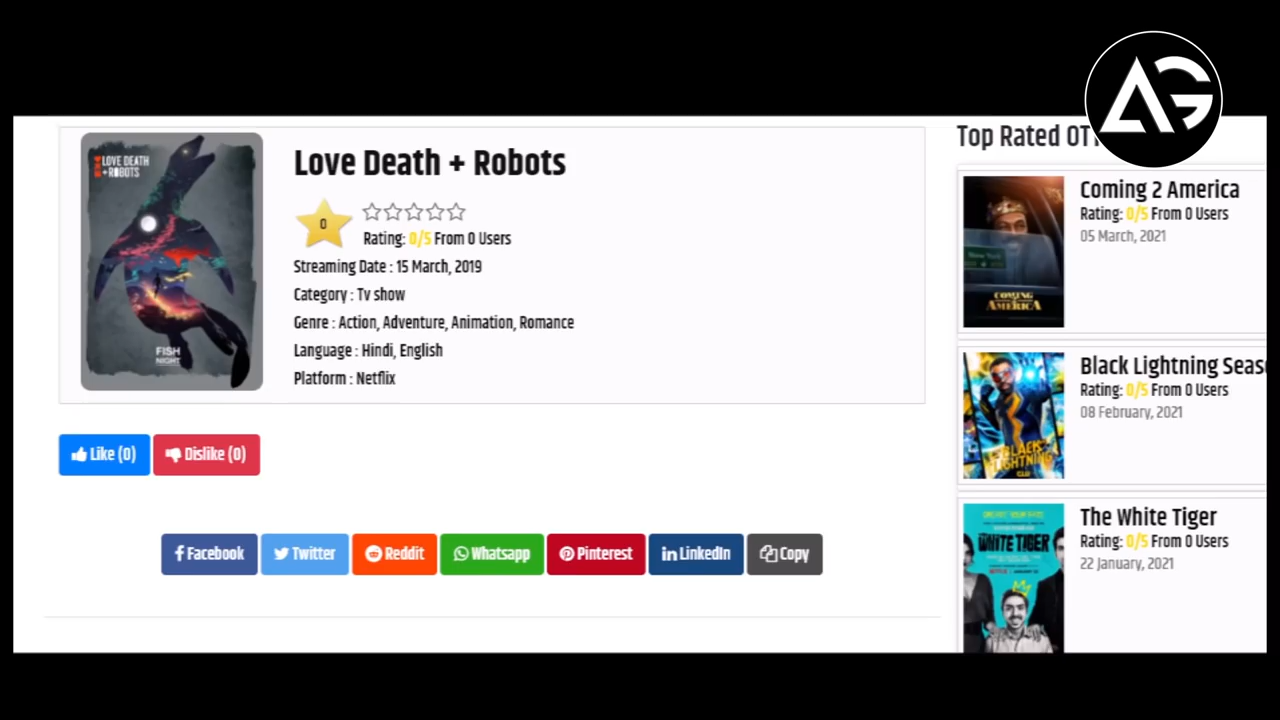 LOVE DEATH
+ ROBOTS
FISH
NIGHT
Love Death + Robots
0
Rating: 0/5 From 0 Users
Streaming Date : 15 March, 2019
Category : Tv show
Genre : Action, Adventure, Animation, Romance
Language : Hindi, English
Platform : Netflix
Like (0)
Dislike (0)
Facebook
Twitter
Reddit
Whatsapp
Pinterest
LinkedIn
Copy
AG
Top Rated OT
Coming 2 America
Rating: 0/5 From 0 Users
05 March, 2021
New York
COMING
2
AMERICA
Black Lightning Seas
Rating: 0/5 From 0 Users
08 February, 2021
BLACK
LIGHTNING
The White Tiger
Rating: 0/5 From 0 Users
22 January, 2021
WHITE TIGER